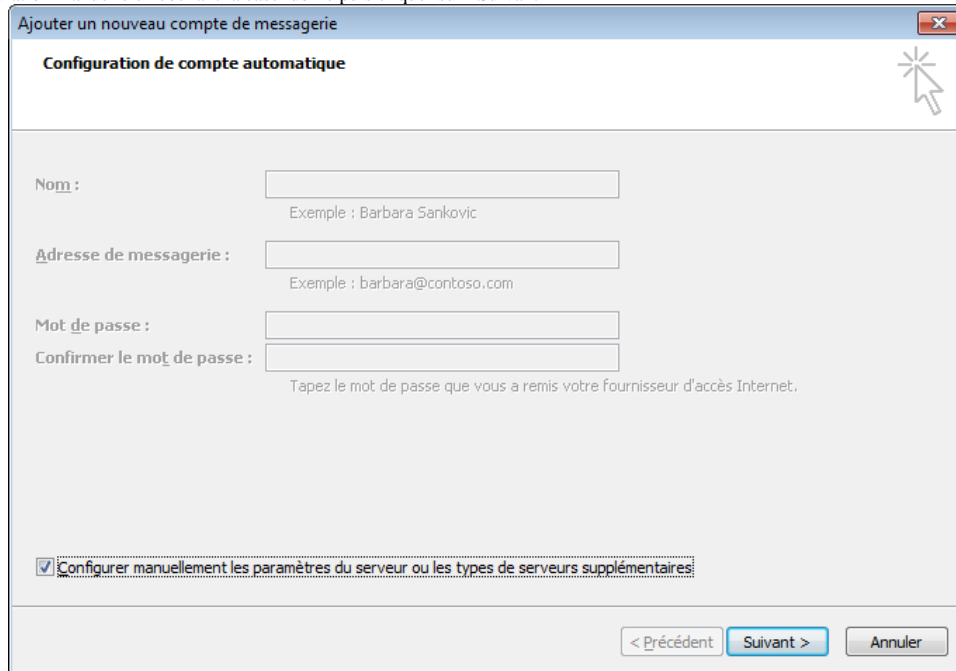 Ajouter un nouveau compte de messagerie
Configuration de compte automatique
Nom :
Exemple : Barbara Sankovic
Adresse de messagerie :
Exemple : barbara@contoso.com
Mot de passe :
Confirmer le mot de passe :
Tapez le mot de passe que vous a remis votre fournisseur d'accès Internet.
Configurer manuellement les paramètres du serveur ou les types de serveurs supplémentaires
< Précédent
Suivant >
Annuler